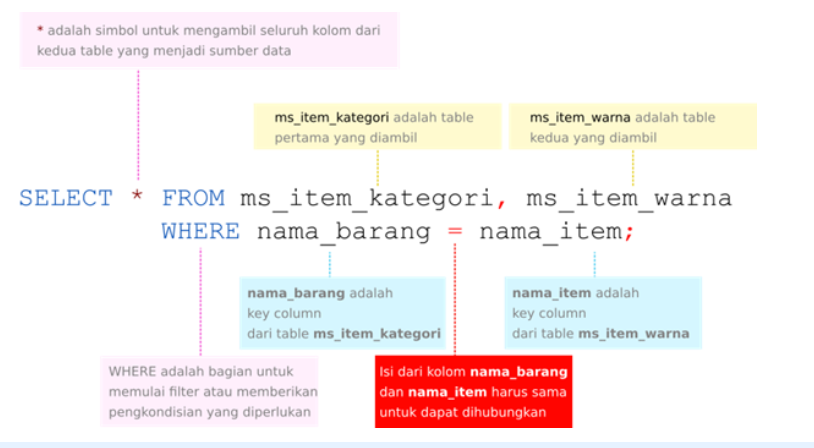 * adalah simbol untuk mengambil seluruh kolom dari
kedua table yang menjadi sumber data
ms_item_kategori adalah table
pertama yang diambil
ms_item_warna adalah table
kedua yang diambil
SELECT * FROM ms_item_kategori, ms_item_warna
WHERE nama_barang = nama_item;
nama_barang adalah
key column
dari table ms_item_kategori
nama_item adalah
key column
dari table ms_item_warna
WHERE adalah bagian untuk
memulai filter atau memberikan
pengkondisian yang diperlukan
Isi dari kolom nama_barang
dan nama_item harus sama
untuk dapat dihubungkan